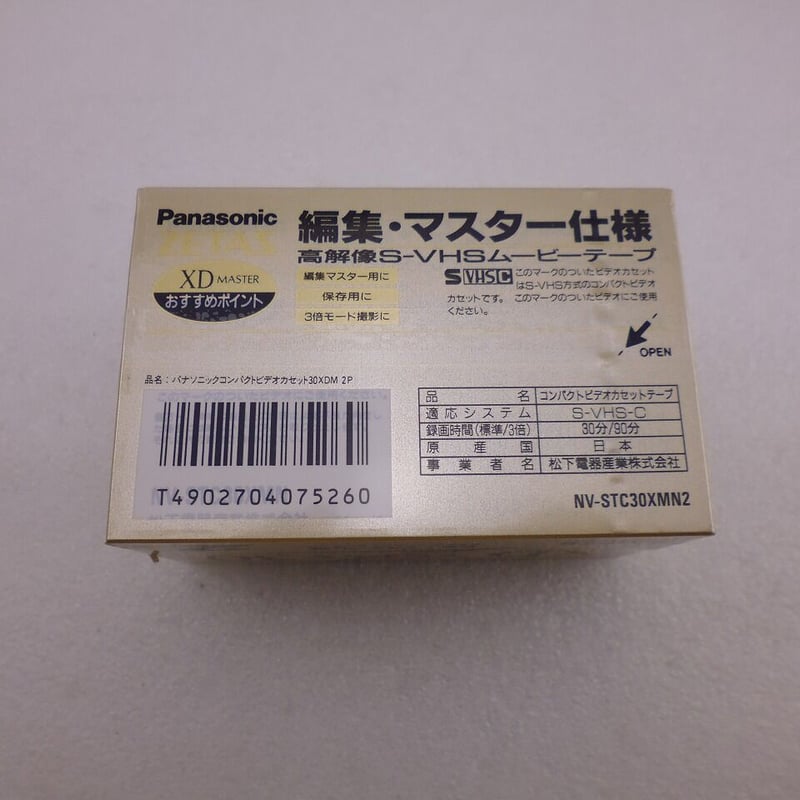 Panasonic
編集・マスター仕様
高解像S-VHSムービーテープ
XD MASTER
おすすめポイント
編集マスター用に
保存用に
3倍モード撮影に
S VHS C
このマークのついたビデオカセット
はS-VHS方式のコンパクトビデオ
カセットです。 このマークのついたビデオにご使用
ください。
OPEN
品名:パナソニックコンパクトビデオカセット30XDM 2P
T4902704075260
品名 コンパクトビデオカセットテープ
適応システム S-VHS-C
録画時間(標準/3倍) 30分/90分
原産国 日本
事業者名 松下電器産業株式会社
NV-STC30XMN2